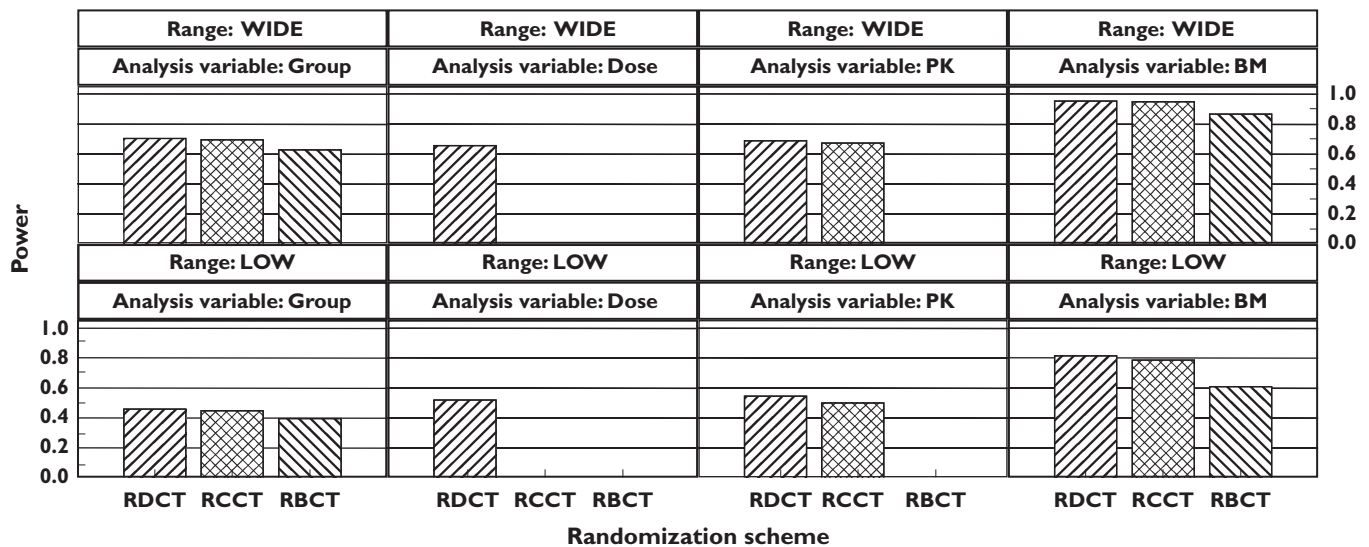 Range: WIDE Range: WIDE Range: WIDE Range: WIDE
Analysis variable: Group Analysis variable: Dose Analysis variable: PK Analysis variable: BM
1.0
0.8
0.6
0.4
0.2
0.0
Power
Range: LOW Range: LOW Range: LOW Range: LOW
Analysis variable: Group Analysis variable: Dose Analysis variable: PK Analysis variable: BM
1.0
0.8
0.6
0.4
0.2
0.0
RDCT RCCT RBCT RDCT RCCT RBCT RDCT RCCT RBCT RDCT RCCT RBCT
Randomization scheme